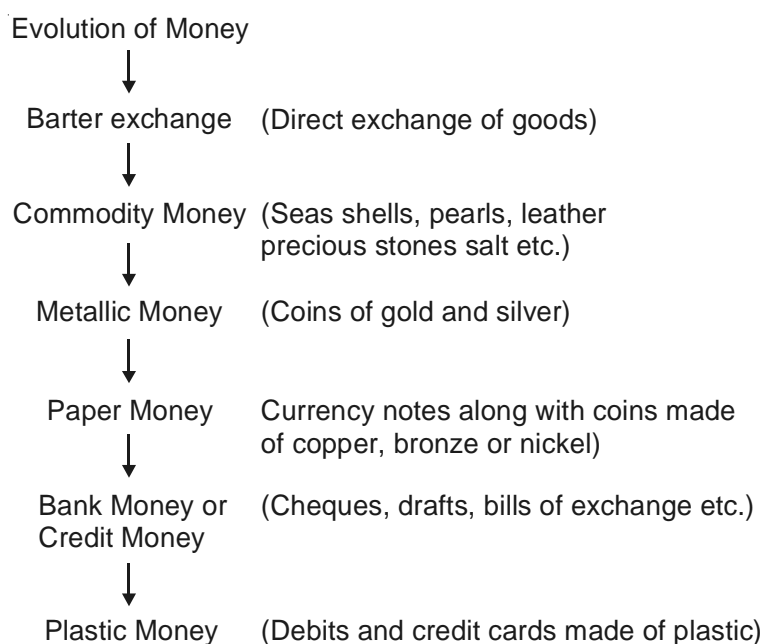 Evolution of Money
Barter exchange (Direct exchange of goods)
Commodity Money (Seas shells, pearls, leather
precious stones salt etc.)
Metallic Money (Coins of gold and silver)
Paper Money Currency notes along with coins made
of copper, bronze or nickel)
Bank Money or (Cheques, drafts, bills of exchange etc.)
Credit Money
Plastic Money (Debits and credit cards made of plastic)